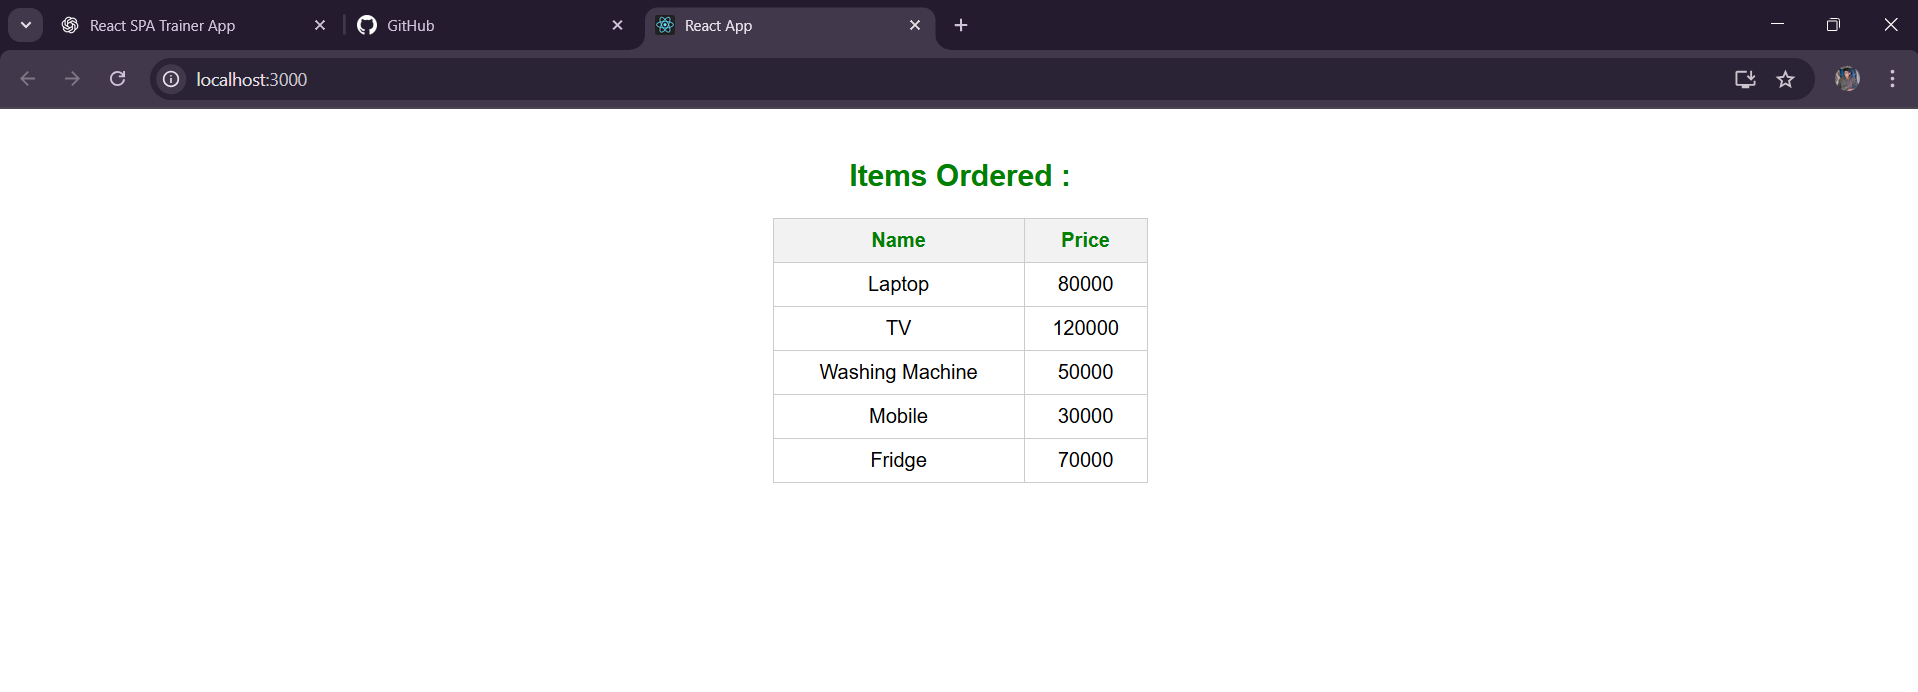 React SPA Trainer App GitHub React App
localhost:3000
Items Ordered :
Name Price
Laptop 80000
TV 120000
Washing Machine 50000
Mobile 30000
Fridge 70000